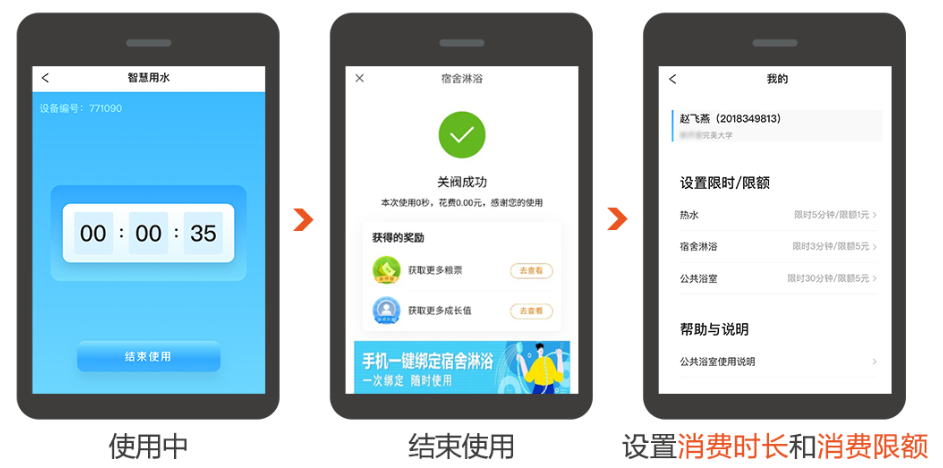 智慧用水
设备编号：771090
00 : 00 : 35
结束使用
使用中
宿舍淋浴
关阀成功
本次使用0秒，花费0.00元，感谢您的使用
获得的奖励
获取更多粮票
去查看
获取更多成长值
去查看
手机一键绑定宿舍淋浴
一次绑定 随时使用
结束使用
我的
赵飞燕（2018349813）
完美大学
设置限时/限额
热水 限时5分钟/限额1元
宿舍淋浴 限时3分钟/限额5元
公共浴室 限时30分钟/限额5元
帮助与说明
公共浴室使用说明
设置消费时长和消费限额